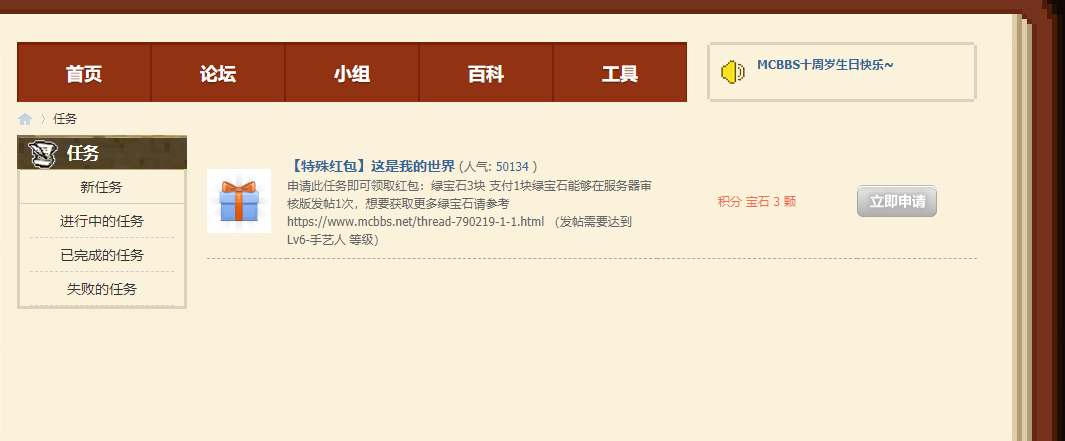 首页 论坛 小组 百科 工具
MCBBS十周岁生日快乐~
任务
任务
新任务
进行中的任务
已完成的任务
失败的任务
【特殊红包】这是我的世界 (人气: 50134 )
申请此任务即可领取红包：绿宝石3块 支付1块绿宝石能够在服务器审
核版发帖1次，想要获取更多绿宝石请参考
https://www.mcbbs.net/thread-790219-1-1.html （发帖需要达到
Lv6-手艺人 等级）
积分 宝石 3 颗
立即申请